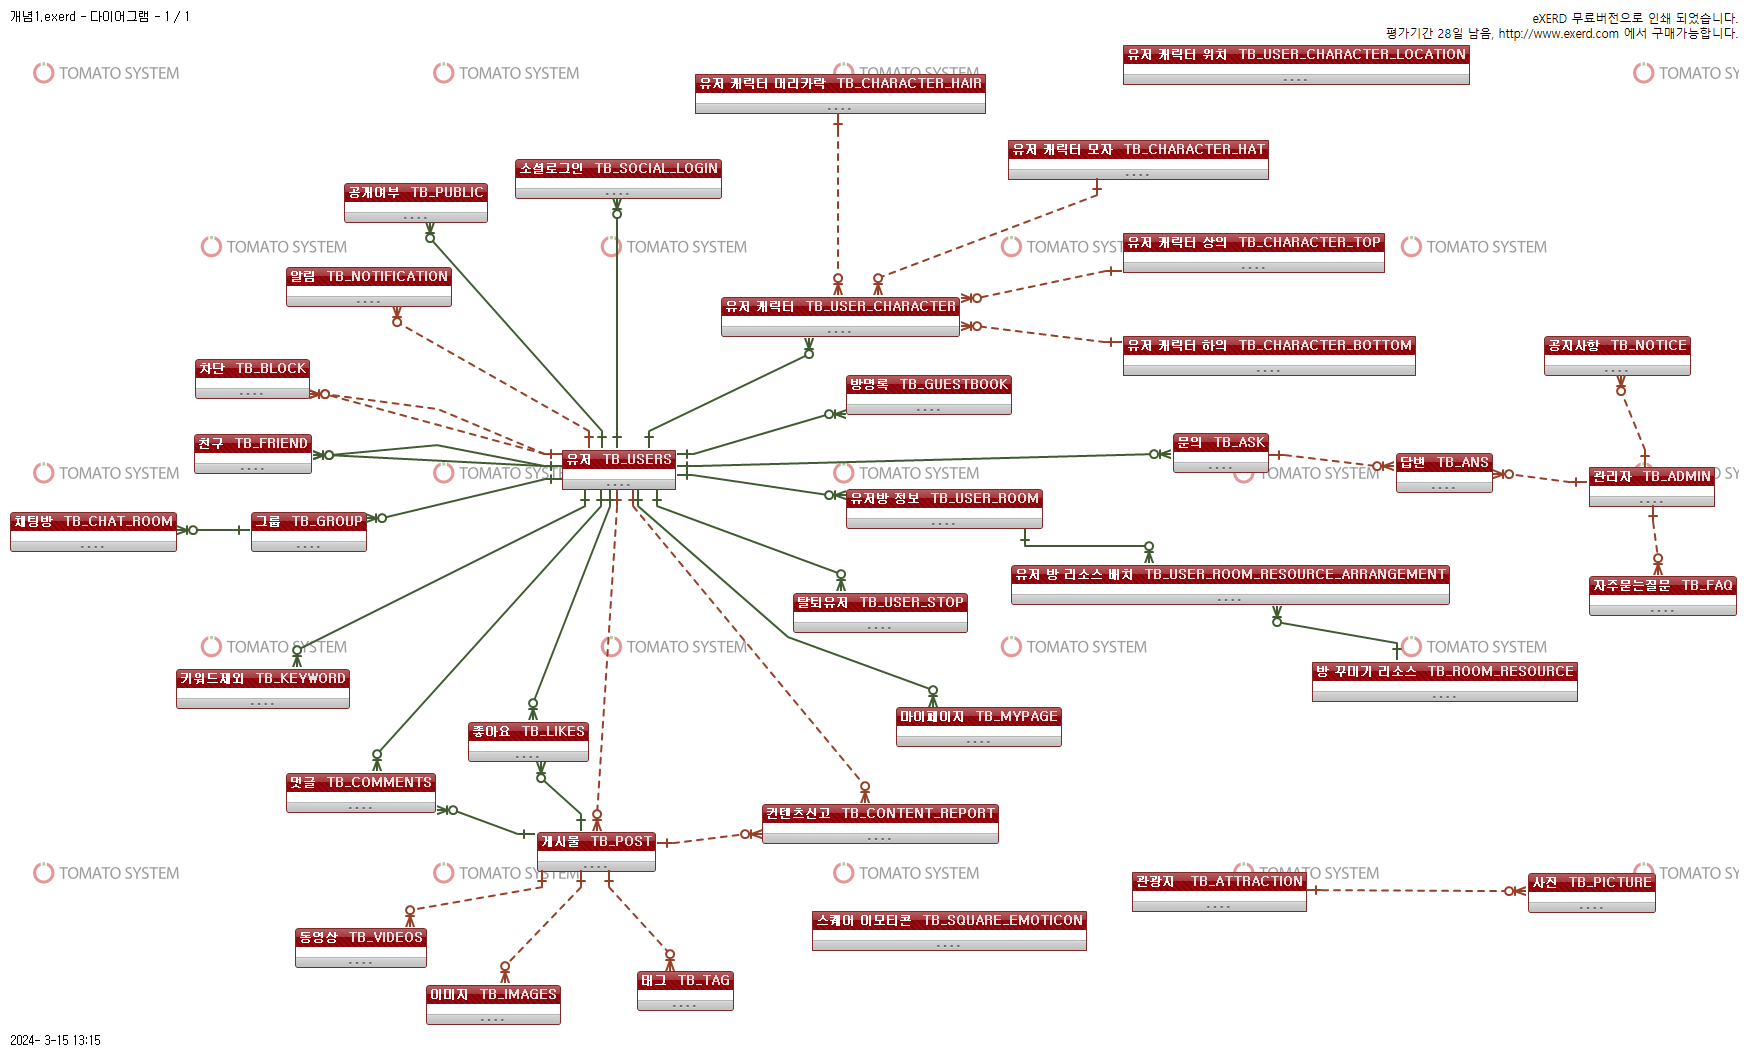 개념1.exerd - 다이어그램 - 1 / 1
eXERD 무료버전으로 인쇄 되었습니다.
평가기간 28일 남음, http://www.exerd.com 에서 구매가능합니다.
유저 캐릭터 위치 TB_USER_CHARACTER_LOCATION
TOMATO SYSTEM
TOMATO SYSTEM
TOMATO SYSTEM
TOMATO SY
유저 캐릭터 머리카락 TB_CHARACTER_HAIR
유저 캐릭터 모자 TB_CHARACTER_HAT
소셜로그인 TB_SOCIAL_LOGIN
공개여부 TB_PUBLIC
TOMATO SYSTEM
TOMATO SYSTEM
TOMATO SYST
유저 캐릭터 상의 TB_CHARACTER_TOP
TOMATO SYSTEM
알림 TB_NOTIFICATION
유저 캐릭터 TB_USER_CHARACTER
유저 캐릭터 하의 TB_CHARACTER_BOTTOM
공지사항 TB_NOTICE
차단 TB_BLOCK
방명록 TB_GUESTBOOK
친구 TB_FRIEND
문의 TB_ASK
유저 TB_USERS
답변 TB_ANS
TOMATO SYSTEM
TOMATO SYSTEM
TOMATO SYSTEM
TOMATO SYSTEM
TOMATO SY
관리자 TB_ADMIN
유저방 정보 TB_USER_ROOM
채팅방 TB_CHAT_ROOM
그룹 TB_GROUP
유저 방 리소스 배치 TB_USER_ROOM_RESOURCE_ARRANGEMENT
자주묻는질문 TB_FAQ
탈퇴유저 TB_USER_STOP
TOMATO SYSTEM
TOMATO SYSTEM
TOMATO SYSTEM
TOMATO SYSTEM
키워드제외 TB_KEYWORD
방 꾸미기 리소스 TB_ROOM_RESOURCE
마이페이지 TB_MYPAGE
좋아요 TB_LIKES
댓글 TB_COMMENTS
컨텐츠신고 TB_CONTENT_REPORT
게시물 TB_POST
TOMATO SYSTEM
TOMATO SYSTEM
TOMATO SYSTEM
TOMATO SYSTEM
TOMATO SY
관광지 TB_ATTRACTION
사진 TB_PICTURE
스퀘어 이모티콘 TB_SQUARE_EMOTICON
동영상 TB_VIDEOS
태그 TB_TAG
이미지 TB_IMAGES
2024- 3-15 13:15